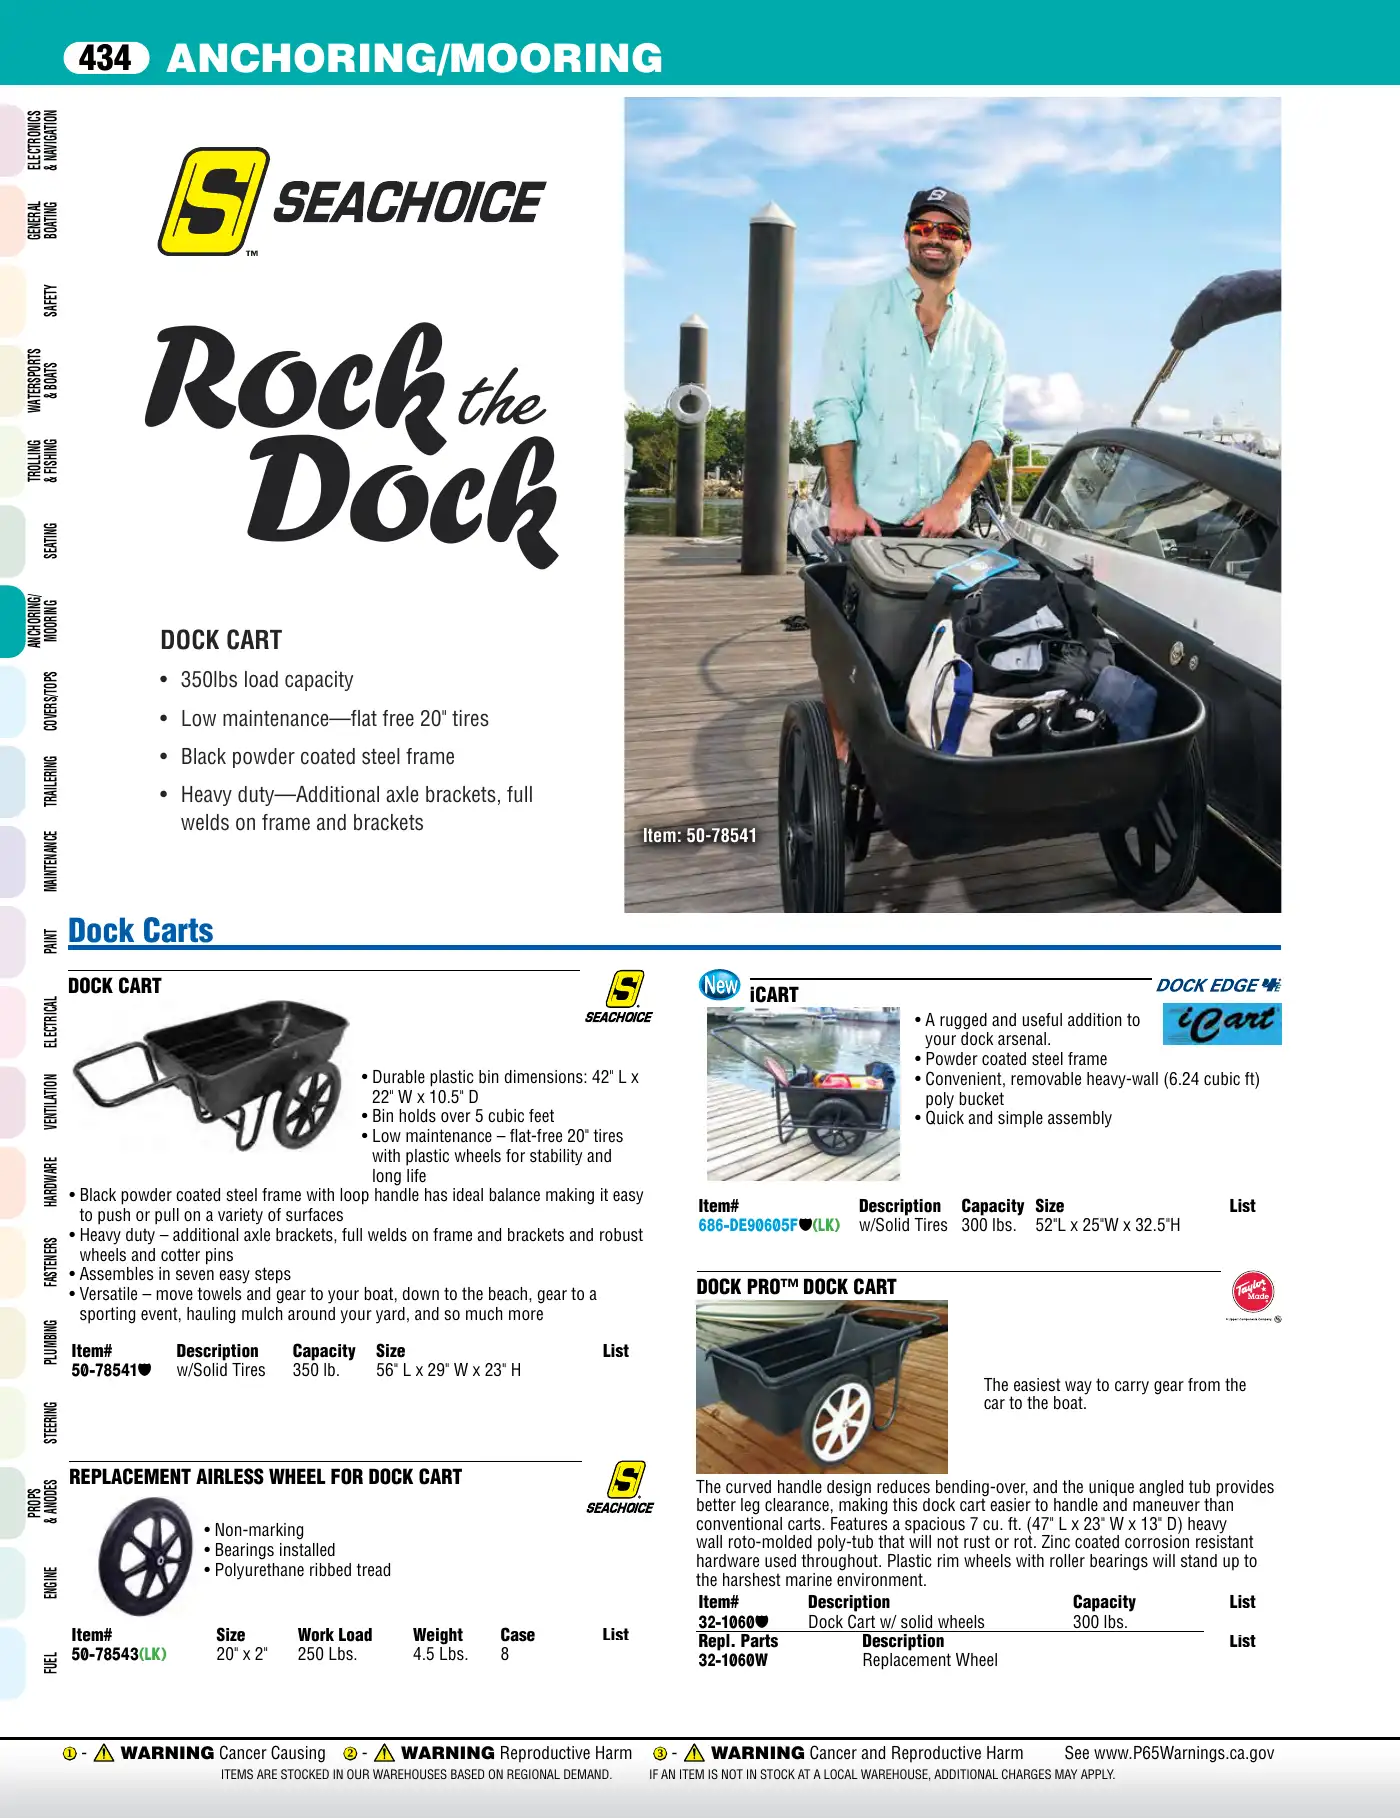 434 ANCHORING/MOORING
ELECTRONICS
& NAVIGATION
GENERAL
BOATING
SAFETY
WATERSPORTS
& BOATS
TROLLING
& FISHING
SEATING
ANCHORING/
MOORING
COVERS/TOPS
TRAILERING
MAINTENANCE
PAINT
ELECTRICAL
VENTILATION
HARDWARE
FASTENERS
PLUMBING
STEERING
PROPS
& ANODES
ENGINE
FUEL
S SEACHOICE
TM
Rock the
Dock
DOCK CART
• 350lbs load capacity
• Low maintenance—flat free 20" tires
• Black powder coated steel frame
• Heavy duty—Additional axle brackets, full
welds on frame and brackets
Item: 50-78541
Dock Carts
DOCK CART
S
SEACHOICE
• Durable plastic bin dimensions: 42" L x
22" W x 10.5" D
• Bin holds over 5 cubic feet
• Low maintenance – flat-free 20" tires
with plastic wheels for stability and
long life
• Black powder coated steel frame with loop handle has ideal balance making it easy
to push or pull on a variety of surfaces
• Heavy duty – additional axle brackets, full welds on frame and brackets and robust
wheels and cotter pins
• Assembles in seven easy steps
• Versatile – move towels and gear to your boat, down to the beach, gear to a
sporting event, hauling mulch around your yard, and so much more
Item# Description Capacity Size List
50-78541 w/Solid Tires 350 lb. 56" L x 29" W x 23" H
REPLACEMENT AIRLESS WHEEL FOR DOCK CART
S
SEACHOICE
• Non-marking
• Bearings installed
• Polyurethane ribbed tread
Item# Size Work Load Weight Case List
50-78543(LK) 20" x 2" 250 Lbs. 4.5 Lbs. 8
New iCART
DOCK EDGE
iCart
• A rugged and useful addition to
your dock arsenal.
• Powder coated steel frame
• Convenient, removable heavy-wall (6.24 cubic ft)
poly bucket
• Quick and simple assembly
Item# Description Capacity Size List
686-DE90605F(LK) w/Solid Tires 300 lbs. 52"L x 25"W x 32.5"H
DOCK PRO™ DOCK CART
Taylor
Made
The easiest way to carry gear from the
car to the boat.
The curved handle design reduces bending-over, and the unique angled tub provides
better leg clearance, making this dock cart easier to handle and maneuver than
conventional carts. Features a spacious 7 cu. ft. (47" L x 23" W x 13" D) heavy
wall roto-molded poly-tub that will not rust or rot. Zinc coated corrosion resistant
hardware used throughout. Plastic rim wheels with roller bearings will stand up to
the harshest marine environment.
Item# Description Capacity List
32-1060 Dock Cart w/ solid wheels 300 lbs.
Repl. Parts Description List
32-1060W Replacement Wheel
1 - WARNING Cancer Causing 2 - WARNING Reproductive Harm 3 - WARNING Cancer and Reproductive Harm See www.P65Warnings.ca.gov
ITEMS ARE STOCKED IN OUR WAREHOUSES BASED ON REGIONAL DEMAND. IF AN ITEM IS NOT IN STOCK AT A LOCAL WAREHOUSE, ADDITIONAL CHARGES MAY APPLY.